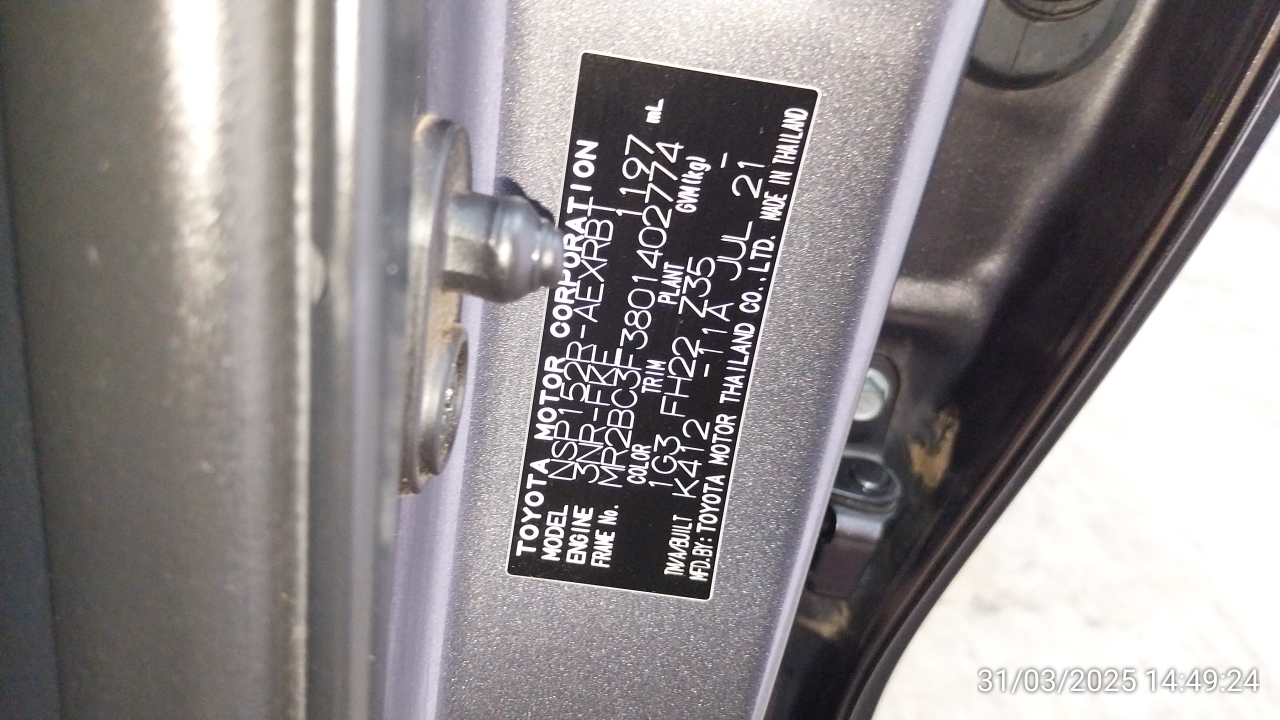 TOYOTA MOTOR CORPORATION
MODEL NSP152R-AEXRBT
ENGINE 3NR-FKE 1197 mL
FRAME No. MR2BC3F3801402774
COLOR TRIM PLANT GVM(kg)
1G3 FH22 Z35 -
TM/A/BUILT K412 -11A JUL 21
MFD.BY: TOYOTA MOTOR THAILAND CO.,LTD. MADE IN THAILAND
31/03/2025 14:49:24